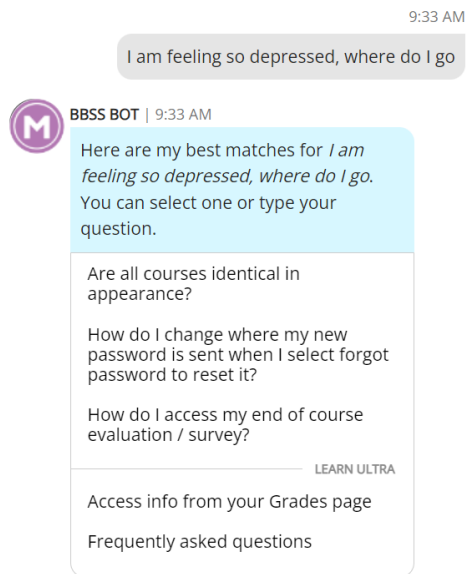 9:33 AM
I am feeling so depressed, where do I go
M
BBSS BOT | 9:33 AM
Here are my best matches for I am
feeling so depressed, where do I go.
You can select one or type your
question.
Are all courses identical in
appearance?
How do I change where my new
password is sent when I select forgot
password to reset it?
How do I access my end of course
evaluation / survey?
LEARN ULTRA
Access info from your Grades page
Frequently asked questions